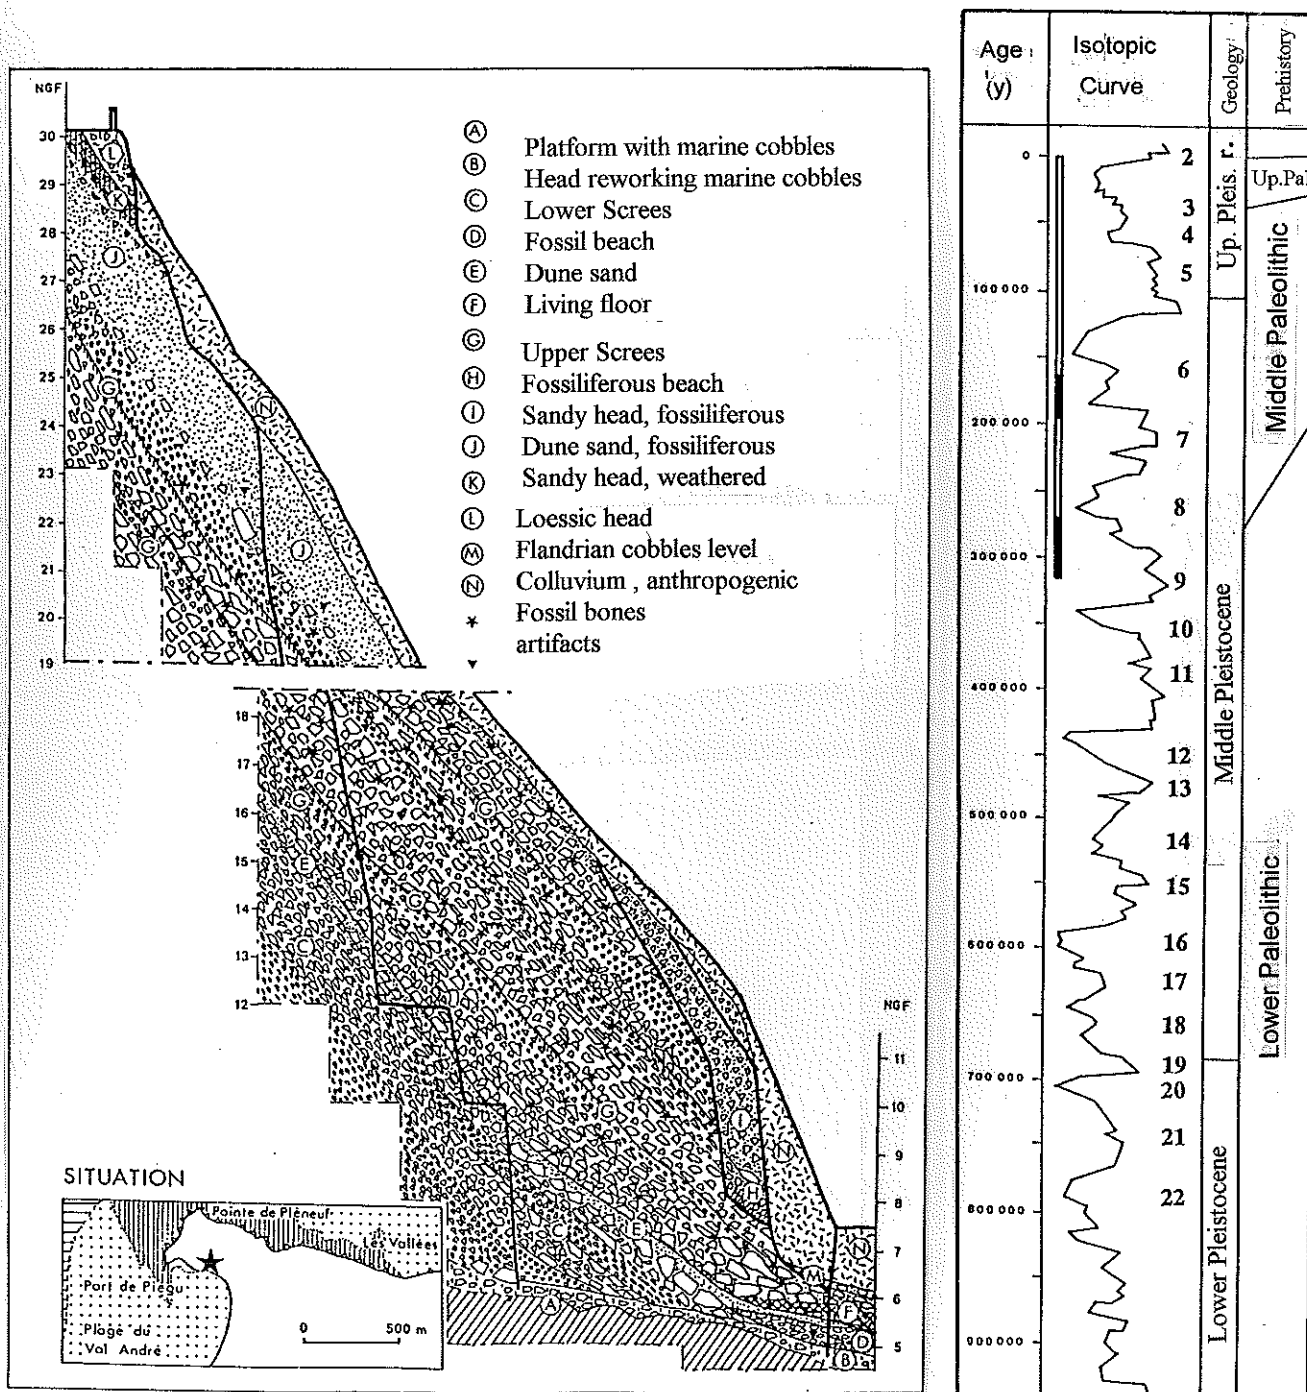 NGF
30
29
28
27
26
25
24
23
22
21
20
19
L
K
J
G
N
G
J
A Platform with marine cobbles
B Head reworking marine cobbles
C Lower Screes
D Fossil beach
E Dune sand
F Living floor
G Upper Screes
H Fossiliferous beach
I Sandy head, fossiliferous
J Dune sand, fossiliferous
K Sandy head, weathered
L Loessic head
M Flandrian cobbles level
N Colluvium , anthropogenic
Fossil bones
artifacts
18
17
16
15
14
13
12
G
E
C
G
G
G
I
H
N
C
E
A
M
N
F
D
B
NGF
11
10
9
8
7
6
5
SITUATION
Pointe de Pléneuf
Les Vallées
Port de Piégu
Plage du
Val André
0 500 m
Age (y)
Isotopic Curve
Geology
Prehistory
0
100 000
200 000
300 000
400 000
500 000
600 000
700 000
800 000
900 000
2
3
4
5
6
7
8
9
10
11
12
13
14
15
16
17
18
19
20
21
22
Up. Pleis. r.
Middle Pleistocene
Lower Pleistocene
Up.Pal
Middle Paleolithic
Lower Paleolithic